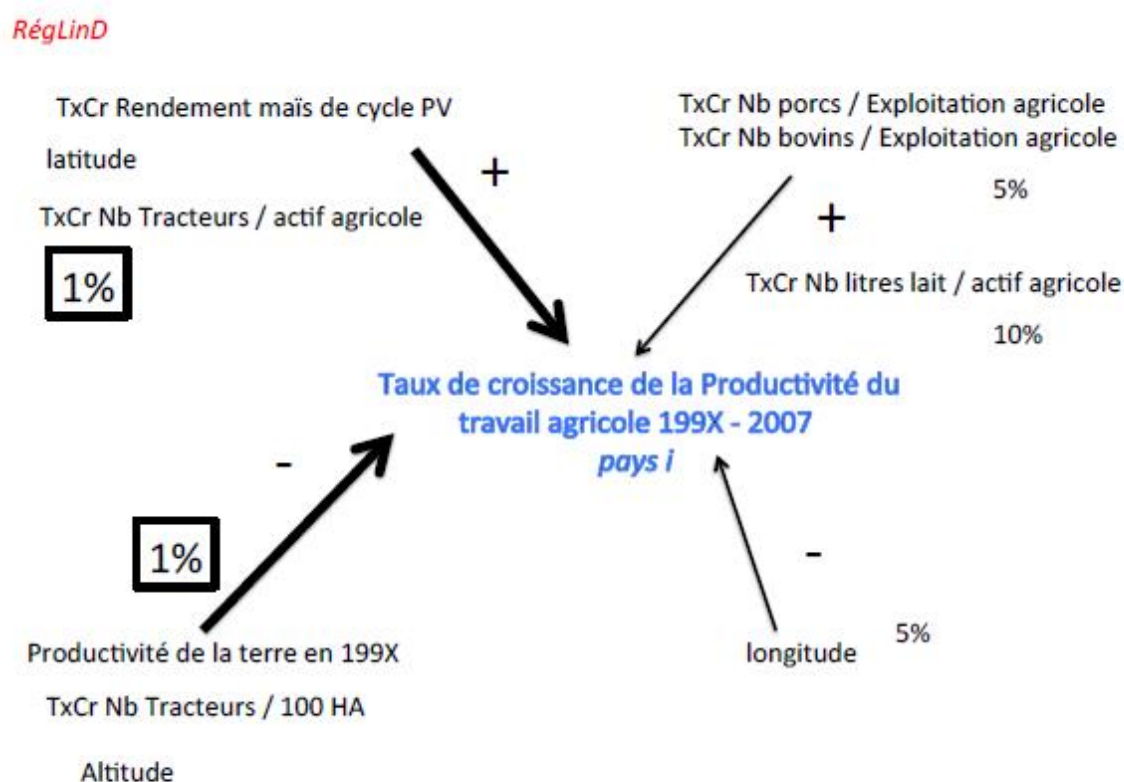 RégLinD
TxCr Rendement maïs de cycle PV
latitude
TxCr Nb Tracteurs / actif agricole
1%
+
TxCr Nb porcs / Exploitation agricole
TxCr Nb bovins / Exploitation agricole
5%
+
TxCr Nb litres lait / actif agricole
10%
Taux de croissance de la Productivité du
travail agricole 199X - 2007
pays i
-
1%
Productivité de la terre en 199X
TxCr Nb Tracteurs / 100 HA
Altitude
-
longitude
5%